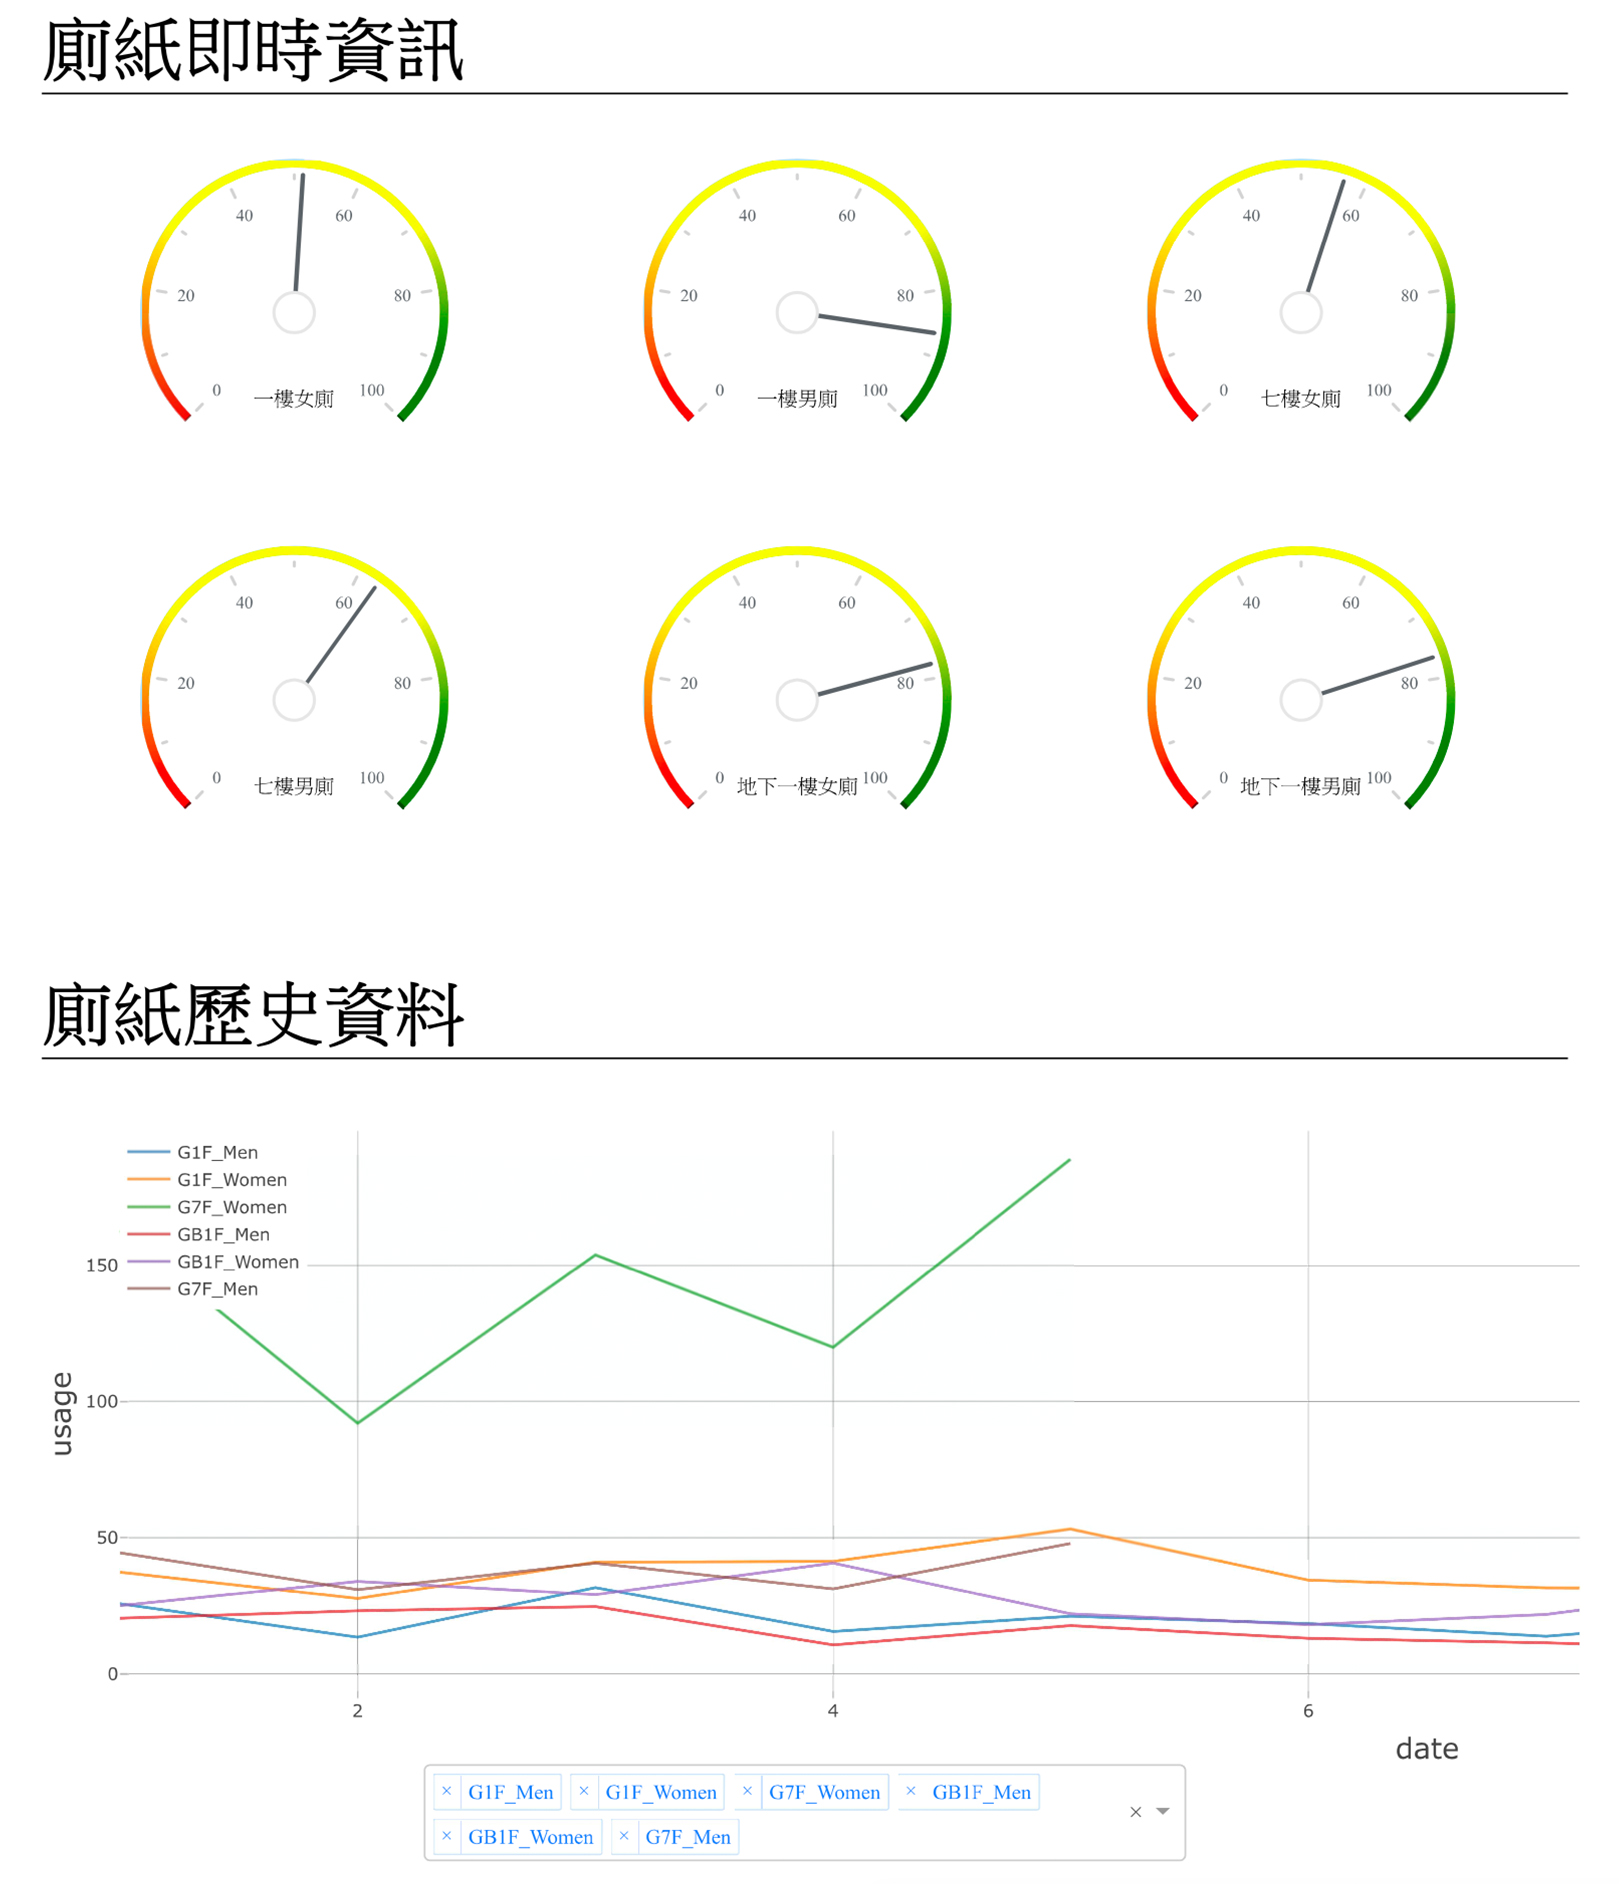 廁紙即時資訊
0 20 40 60 80 100
一樓女廁
0 20 40 60 80 100
一樓男廁
0 20 40 60 80 100
七樓女廁
0 20 40 60 80 100
七樓男廁
0 20 40 60 80 100
地下一樓女廁
0 20 40 60 80 100
地下一樓男廁
廁紙歷史資料
G1F_Men
G1F_Women
G7F_Women
GB1F_Men
GB1F_Women
G7F_Men
150
100
50
0
usage
2 4 6
date
× G1F_Men × G1F_Women × G7F_Women × GB1F_Men
× GB1F_Women × G7F_Men
×